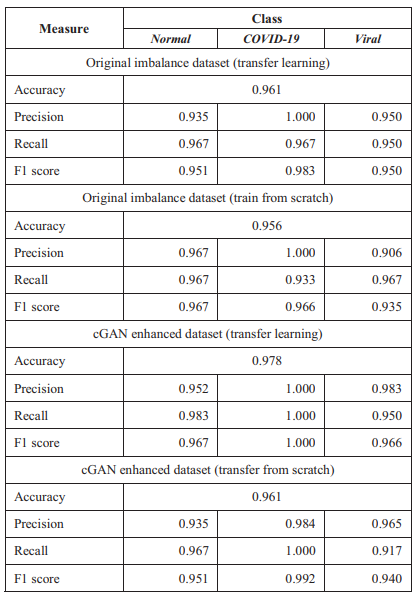 Measure Class
Normal COVID-19 Viral
Original imbalance dataset (transfer learning)
Accuracy 0.961
Precision 0.935 1.000 0.950
Recall 0.967 0.967 0.950
F1 score 0.951 0.983 0.950
Original imbalance dataset (train from scratch)
Accuracy 0.956
Precision 0.967 1.000 0.906
Recall 0.967 0.933 0.967
F1 score 0.967 0.966 0.935
cGAN enhanced dataset (transfer learning)
Accuracy 0.978
Precision 0.952 1.000 0.983
Recall 0.983 1.000 0.950
F1 score 0.967 1.000 0.966
cGAN enhanced dataset (transfer from scratch)
Accuracy 0.961
Precision 0.935 0.984 0.965
Recall 0.967 1.000 0.917
F1 score 0.951 0.992 0.940